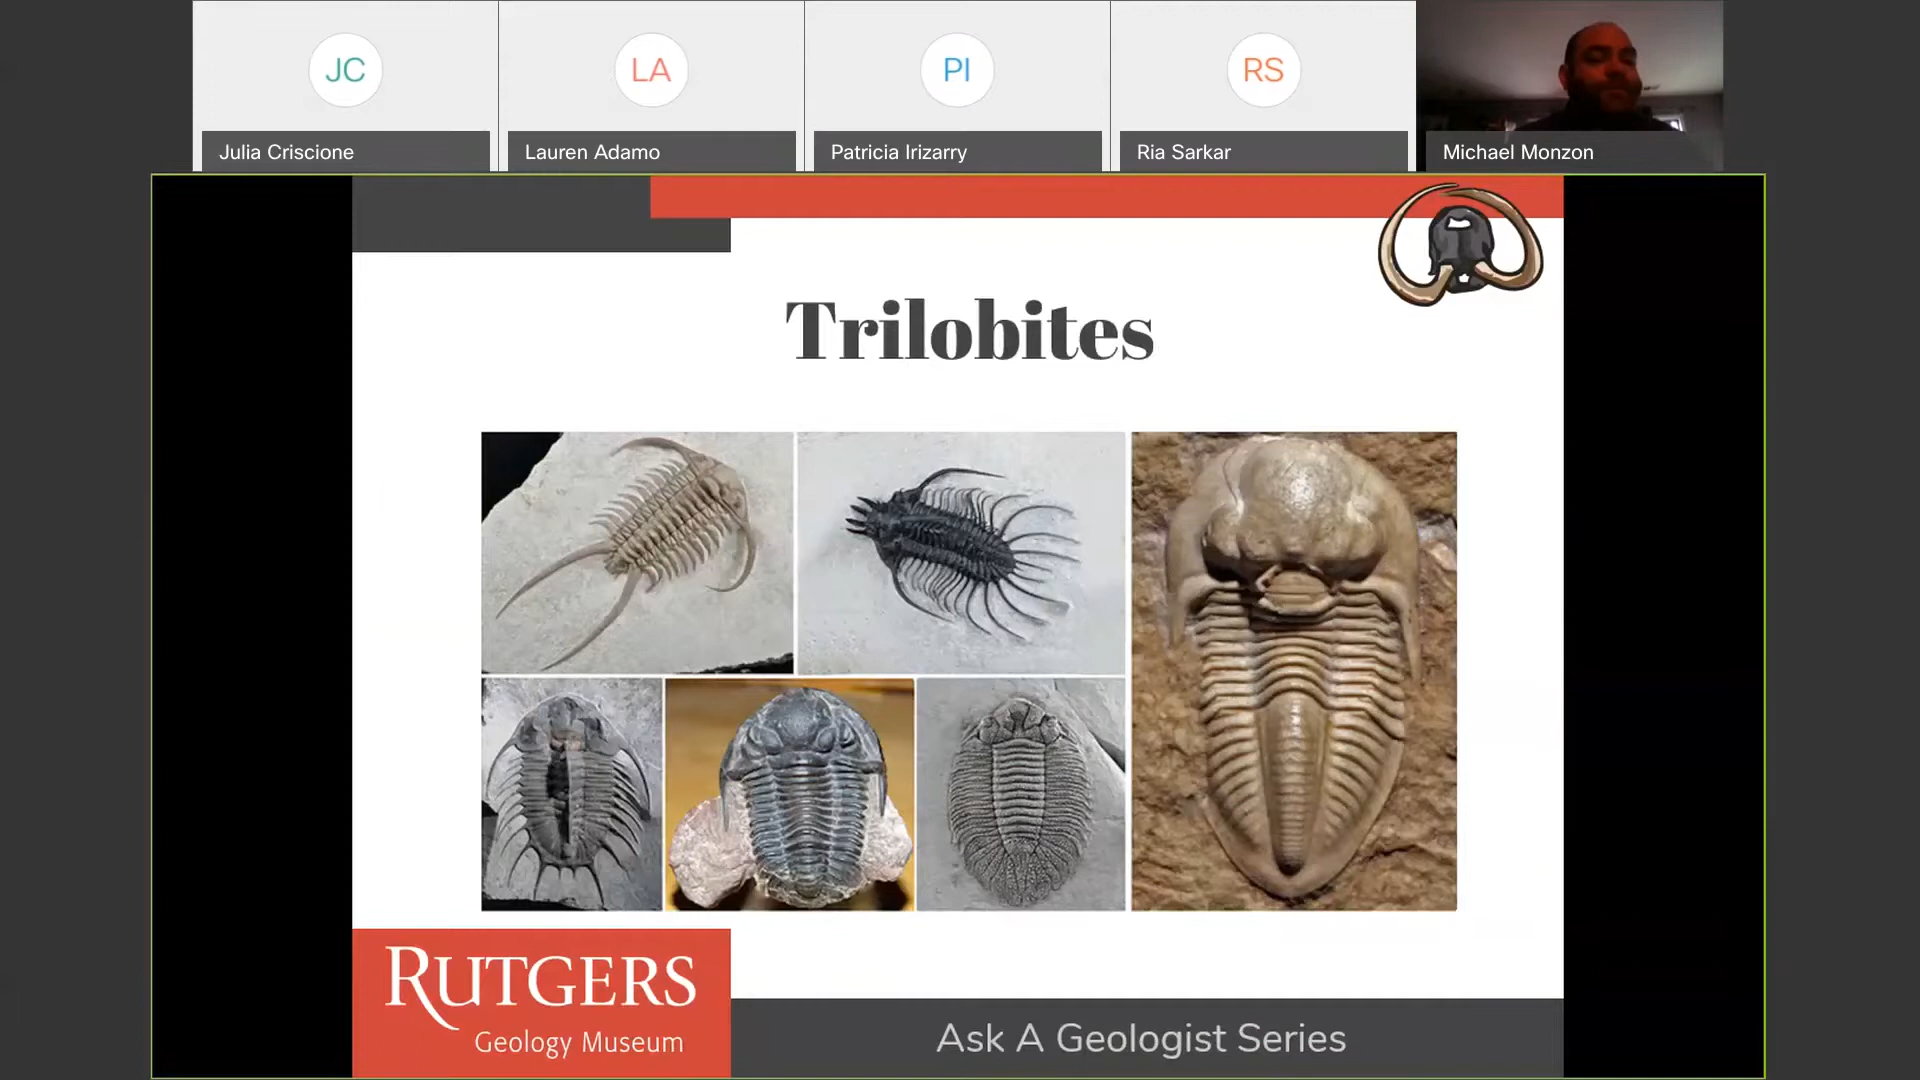 JC
LA
PI
RS
Julia Criscione
Lauren Adamo
Patricia Irizarry
Ria Sarkar
Michael Monzon
Trilobites
RUTGERS
Geology Museum
Ask A Geologist Series